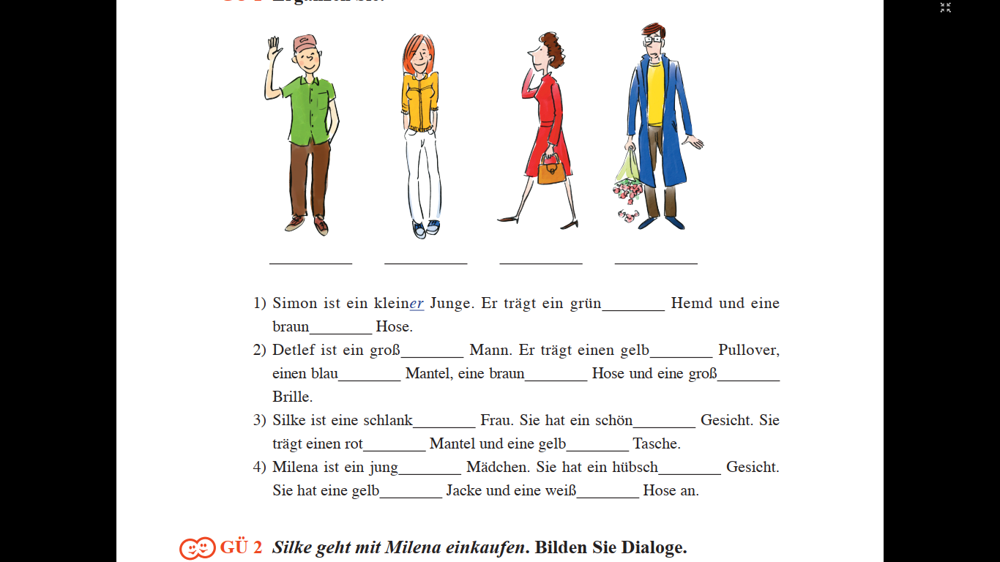 GÜ 1 Ergänzen Sie.
1) Simon ist ein kleiner Junge. Er trägt ein grün________ Hemd und eine
braun________ Hose.
2) Detlef ist ein groß________ Mann. Er trägt einen gelb________ Pullover,
einen blau________ Mantel, eine braun________ Hose und eine groß________
Brille.
3) Silke ist eine schlank________ Frau. Sie hat ein schön________ Gesicht. Sie
trägt einen rot________ Mantel und eine gelb________ Tasche.
4) Milena ist ein jung________ Mädchen. Sie hat ein hübsch________ Gesicht.
Sie hat eine gelb________ Jacke und eine weiß________ Hose an.
GÜ 2 Silke geht mit Milena einkaufen. Bilden Sie Dialoge.